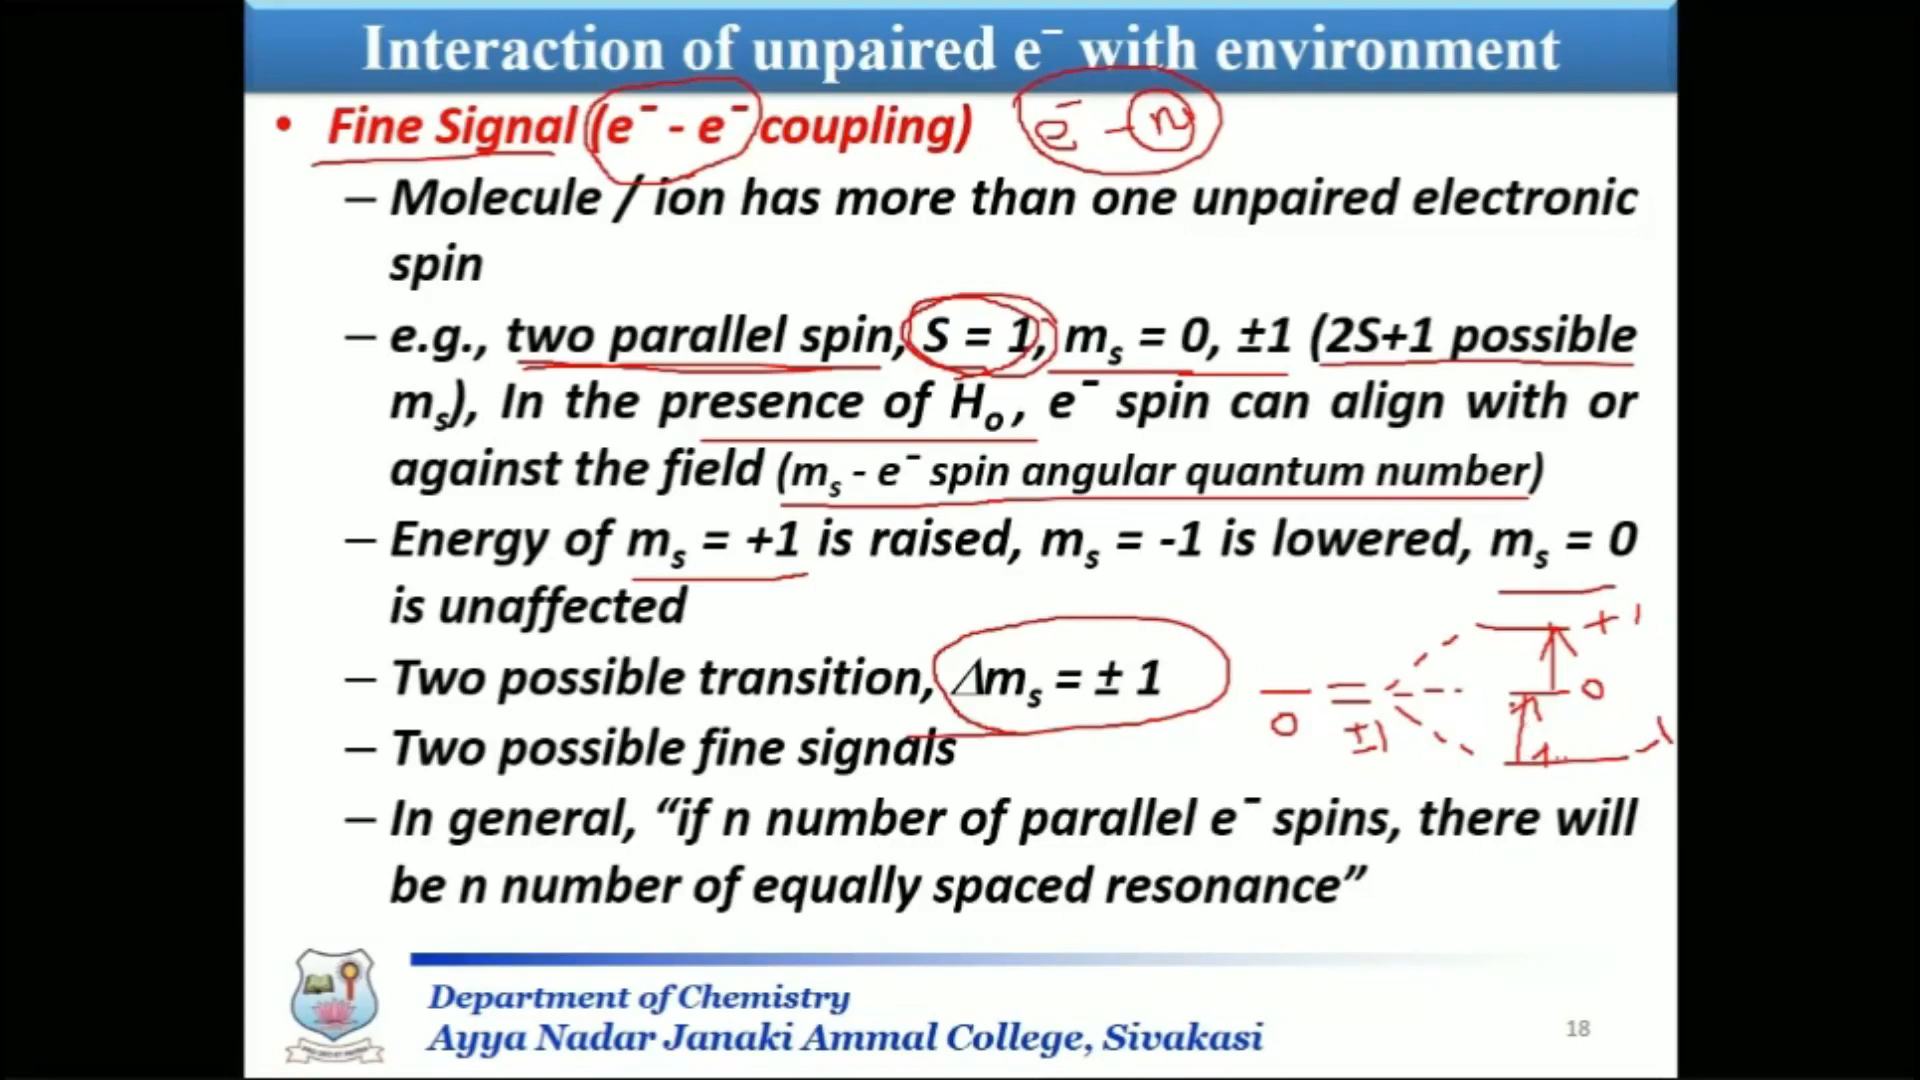 Interaction of unpaired e⁻ with environment
• Fine Signal (e⁻ - e⁻ coupling) e⁻ - n
– Molecule / ion has more than one unpaired electronic
spin
– e.g., two parallel spin, S = 1, mₛ = 0, ±1 (2S+1 possible
mₛ), In the presence of Hₒ, e⁻ spin can align with or
against the field (mₛ - e⁻ spin angular quantum number)
– Energy of mₛ = +1 is raised, mₛ = -1 is lowered, mₛ = 0
is unaffected
+1
– Two possible transition, Δmₛ = ± 1
0
0 ±1
-1
– Two possible fine signals
– In general, “if n number of parallel e⁻ spins, there will
be n number of equally spaced resonance”
Department of Chemistry
Ayya Nadar Janaki Ammal College, Sivakasi
18